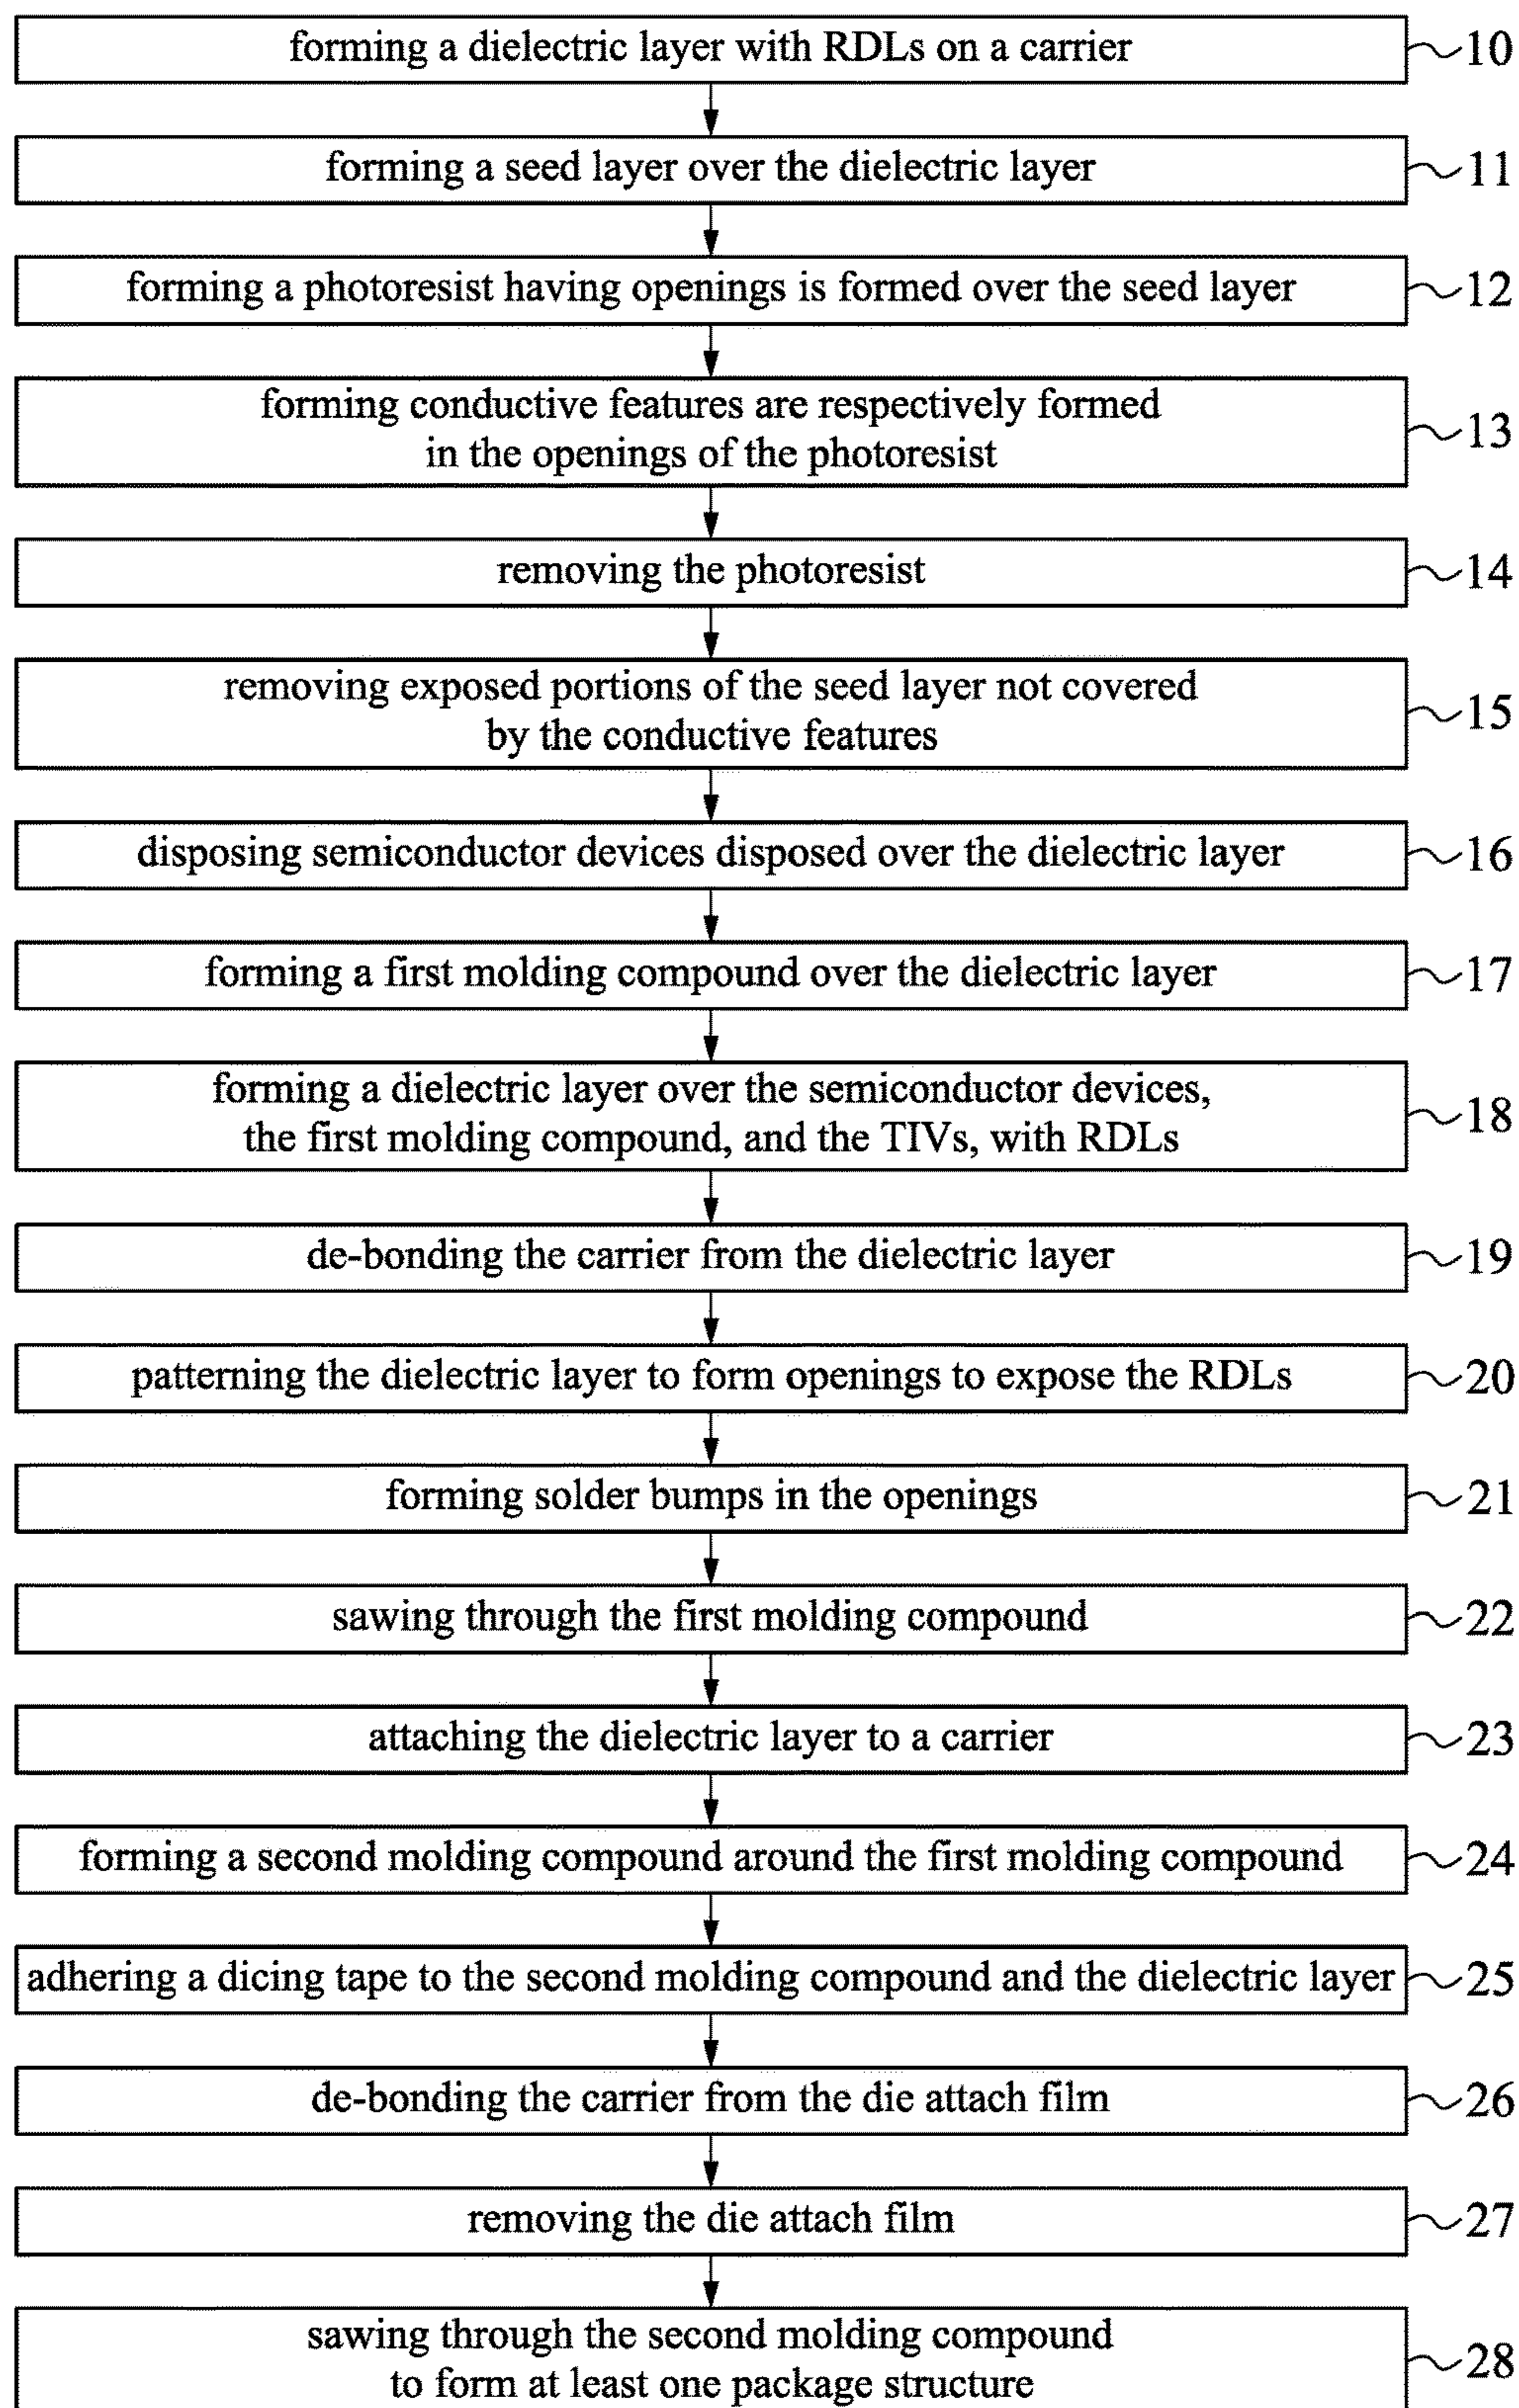 forming a dielectric layer with RDLs on a carrier
10
forming a seed layer over the dielectric layer
11
forming a photoresist having openings is formed over the seed layer
12
forming conductive features are respectively formed
in the openings of the photoresist
13
removing the photoresist
14
removing exposed portions of the seed layer not covered
by the conductive features
15
disposing semiconductor devices disposed over the dielectric layer
16
forming a first molding compound over the dielectric layer
17
forming a dielectric layer over the semiconductor devices,
the first molding compound, and the TIVs, with RDLs
18
de-bonding the carrier from the dielectric layer
19
patterning the dielectric layer to form openings to expose the RDLs
20
forming solder bumps in the openings
21
sawing through the first molding compound
22
attaching the dielectric layer to a carrier
23
forming a second molding compound around the first molding compound
24
adhering a dicing tape to the second molding compound and the dielectric layer
25
de-bonding the carrier from the die attach film
26
removing the die attach film
27
sawing through the second molding compound
to form at least one package structure
28